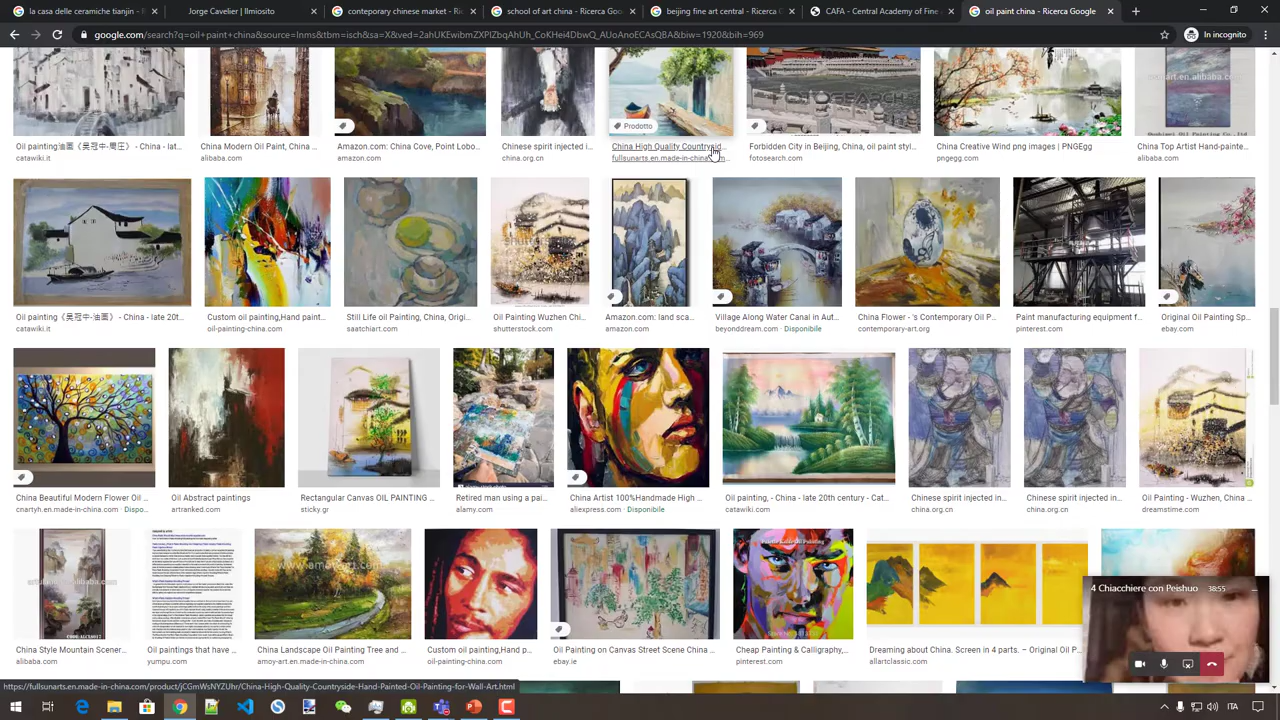 la casa delle ceramiche tianjin - R
Jorge Cavelier | Ilmiosito
conteporary chinese market - Ric
school of art china - Ricerca Goo
beijing fine art central - Ricerca G
CAFA - Central Academy of Fine A
oil paint china - Ricerca Google
google.com/search?q=oil+paint+china&source=lnms&tbm=isch&sa=X&ved=2ahUKEwibmZXPlZbqAhUh_CoKHei4DbwQ_AUoAnoECAsQBA&biw=1920&bih=969
In incognito
Prodotto
Oil painting油画《吴冠中-周庄》 - China - lat...
China Modern Oil Paint, China ...
Amazon.com: China Cove, Point Lobo...
Chinese spirit injected i...
China High Quality Countrysid...
Forbidden City in Beijing, China, oil paint styl...
China Creative Wind png images | PNGEgg
China Top Artist Hand-painte...
catawiki.it
alibaba.com
amazon.com
china.org.cn
fullsunarts.en.made-in-china.com...
fotosearch.com
pngegg.com
alibaba.com
Oil painting《吴冠中-油画》 - China - late 20t...
Custom oil painting,Hand paint...
Still Life oil Painting, China, Origi...
Oil Painting Wuzhen Chi...
Amazon.com: land sca...
Village Along Water Canal in Aut...
China Flower - 's Contemporary Oil P...
Paint manufacturing equipment f...
Original Oil Painting Sp...
catawiki.it
oil-painting-china.com
saatchiart.com
shutterstock.com
amazon.com
beyonddream.com · Disponibile
contemporary-art.org
pinterest.com
ebay.com
China Beautiful Modern Flower Oil ...
Oil Abstract paintings
Rectangular Canvas OIL PAINTING ...
Retired man using a pai...
China Artist 100%Handmade High ...
Oil painting, - China - late 20th century - Cat...
Chinese spirit injected in...
Chinese spirit injected in...
Oil Painting - Wuzhen, China ...
cnartyh.en.made-in-china.com · Dispo...
artranked.com
sticky.gr
alamy.com
aliexpress.com · Disponibile
catawiki.com
china.org.cn
china.org.cn
dreamstime.com
4 Chiacchiere con Peishuo
38:55
China Style Mountain Scener...
Oil paintings that have ...
China Landscape Oil Painting Tree and ...
Custom oil painting,Hand p...
Oil Painting on Canvas Street Scene China ...
Cheap Painting & Calligraphy,...
Dreaming about China. Screen in 4 parts. – Original Oil P...
alibaba.com
yumpu.com
amoy-art.en.made-in-china.com
oil-painting-china.com
ebay.ie
pinterest.com
allartclassic.com
https://fullsunarts.en.made-in-china.com/product/jCGmWsNYZUhr/China-High-Quality-Countryside-Hand-Painted-Oil-Painting-for-Wall-Art.html
ITA